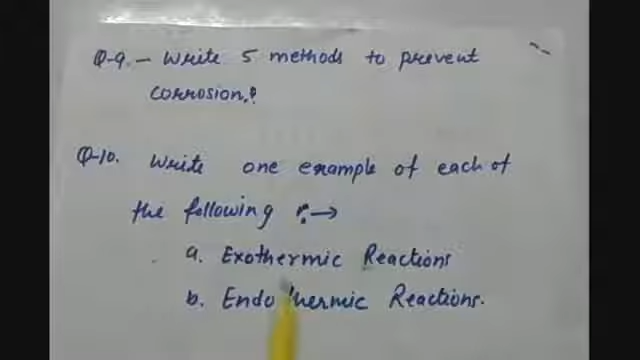 Q-9. - Write 5 methods to prevent
corrosion.?
Q-10. Write one example of each of
the following :→
a. Exothermic Reactions
b. Endothermic Reactions.